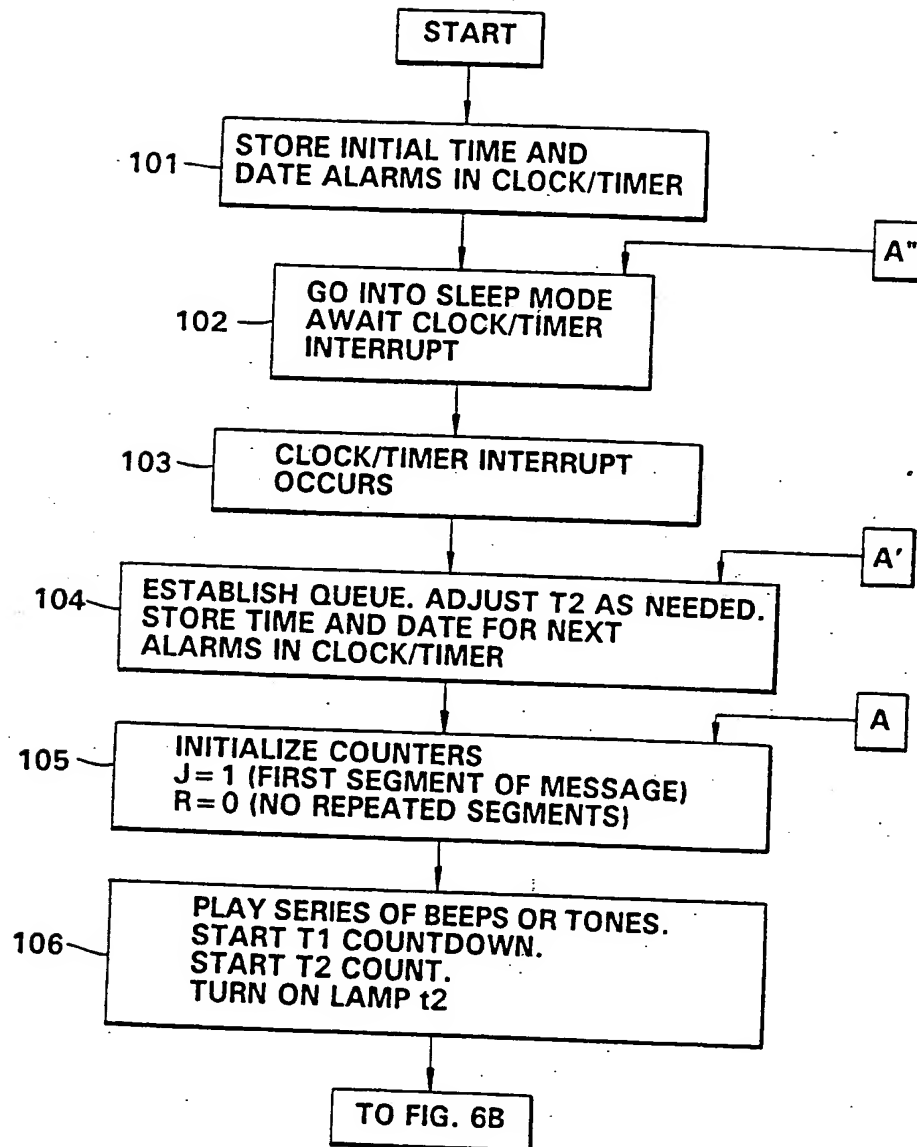 START
101
STORE INITIAL TIME AND
DATE ALARMS IN CLOCK/TIMER
A"
102
GO INTO SLEEP MODE
AWAIT CLOCK/TIMER
INTERRUPT
103
CLOCK/TIMER INTERRUPT
OCCURS
A'
104
ESTABLISH QUEUE. ADJUST T2 AS NEEDED.
STORE TIME AND DATE FOR NEXT
ALARMS IN CLOCK/TIMER
A
105
INITIALIZE COUNTERS
J=1 (FIRST SEGMENT OF MESSAGE)
R=0 (NO REPEATED SEGMENTS)
106
PLAY SERIES OF BEEPS OR TONES.
START T1 COUNTDOWN.
START T2 COUNT.
TURN ON LAMP t2
TO FIG. 6B